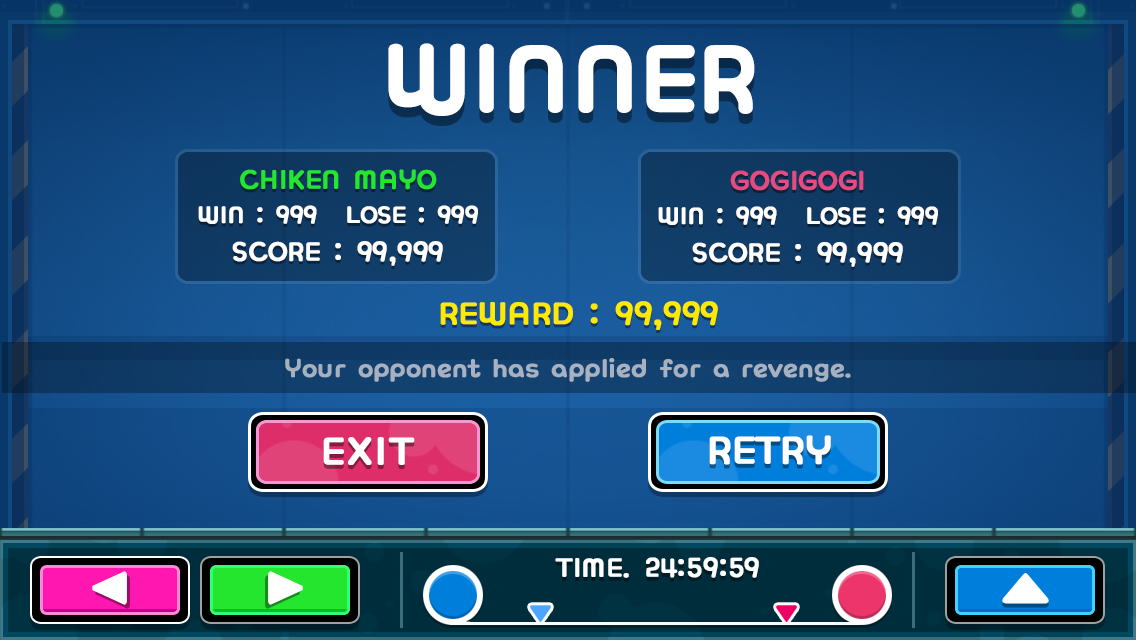 WINNER
CHIKEN MAYO
WIN : 999 LOSE : 999
SCORE : 99,999
GOGIGOGI
WIN : 999 LOSE : 999
SCORE : 99,999
REWARD : 99,999
Your opponent has applied for a revenge.
EXIT
RETRY
TIME. 24:59:59